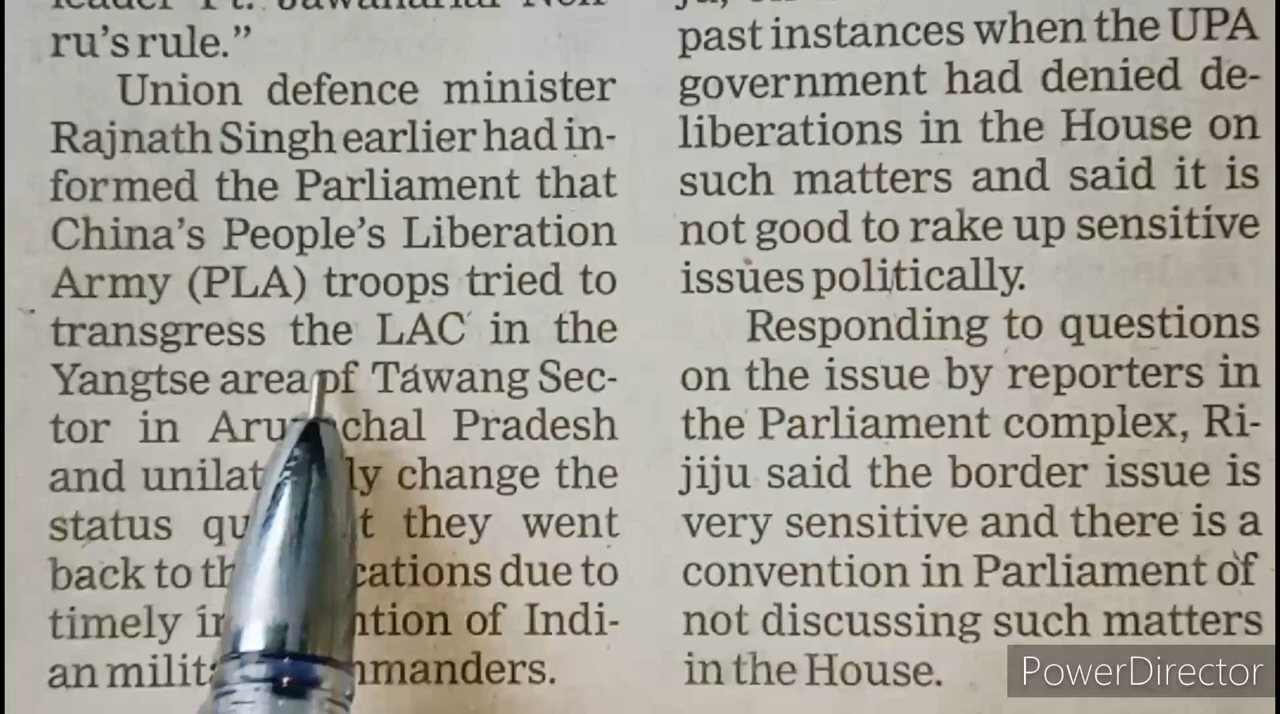 ru's rule."
Union defence minister
Rajnath Singh earlier had in-
formed the Parliament that
China's People's Liberation
Army (PLA) troops tried to
transgress the LAC in the
Yangtse area of Tawang Sec-
tor in Aru chal Pradesh
and unilat ly change the
status qu t they went
back to th cations due to
timely in ntion of Indi-
an milit mmanders.
past instances when the UPA
government had denied de-
liberations in the House on
such matters and said it is
not good to rake up sensitive
issues politically.
Responding to questions
on the issue by reporters in
the Parliament complex, Ri-
jiju said the border issue is
very sensitive and there is a
convention in Parliament of
not discussing such matters
in the House.
PowerDirector